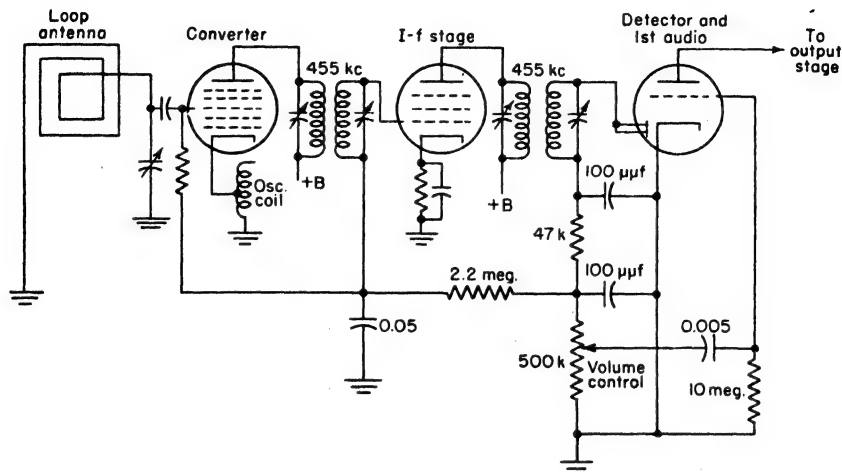 Loop
antenna
Converter
I-f stage
Detector and
1st audio
To
output
stage
455 kc
455 kc
Osc.
coil
+B
+B
100 μμf
47 k
2.2 meg.
100 μμf
0.05
0.005
500 k
Volume
control
10 meg.